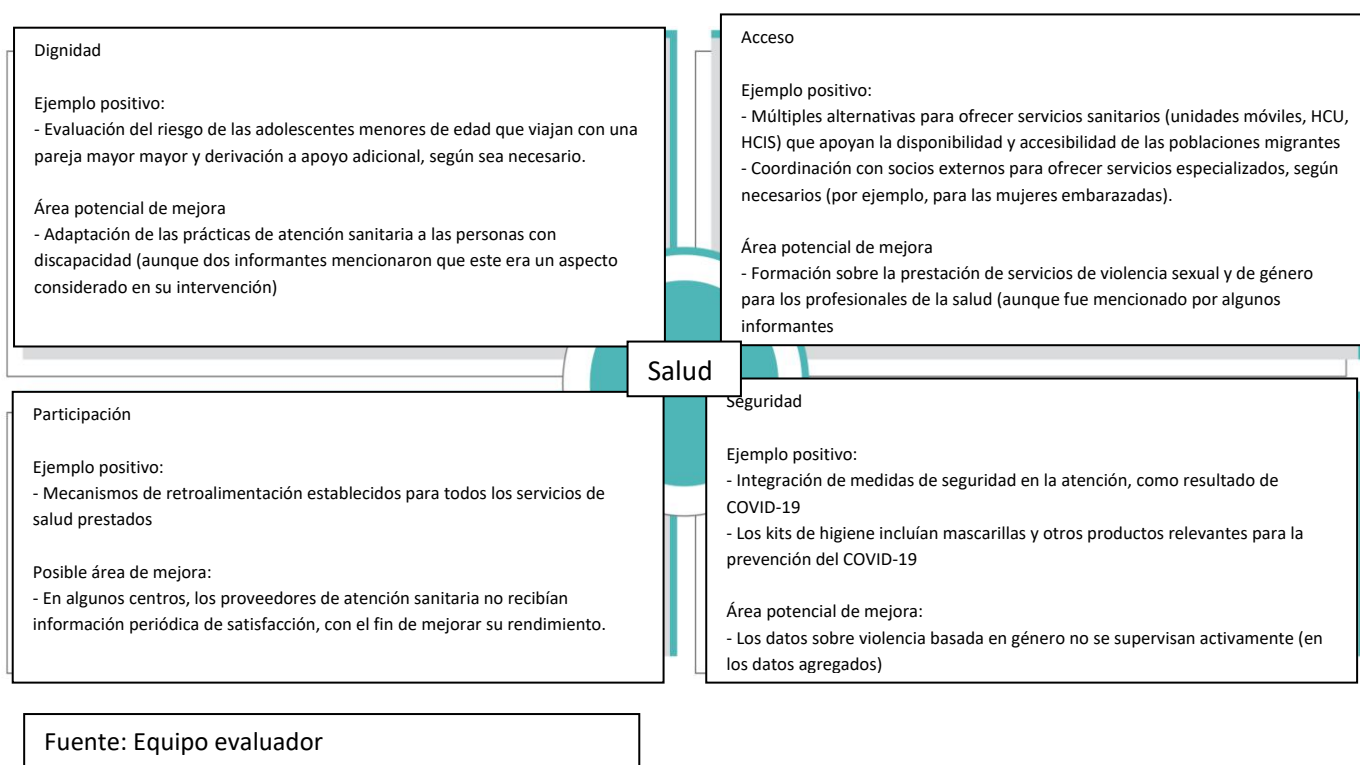 Dignidad
Ejemplo positivo:
- Evaluación del riesgo de las adolescentes menores de edad que viajan con una
pareja mayor mayor y derivación a apoyo adicional, según sea necesario.
Área potencial de mejora
- Adaptación de las prácticas de atención sanitaria a las personas con
discapacidad (aunque dos informantes mencionaron que este era un aspecto
considerado en su intervención)
Acceso
Ejemplo positivo:
- Múltiples alternativas para ofrecer servicios sanitarios (unidades móviles, HCU,
HCIS) que apoyan la disponibilidad y accesibilidad de las poblaciones migrantes
- Coordinación con socios externos para ofrecer servicios especializados, según
necesarios (por ejemplo, para las mujeres embarazadas).
Área potencial de mejora
- Formación sobre la prestación de servicios de violencia sexual y de género
para los profesionales de la salud (aunque fue mencionado por algunos
informantes
Salud
Participación
Ejemplo positivo:
- Mecanismos de retroalimentación establecidos para todos los servicios de
salud prestados
Posible área de mejora:
- En algunos centros, los proveedores de atención sanitaria no recibían
información periódica de satisfacción, con el fin de mejorar su rendimiento.
Seguridad
Ejemplo positivo:
- Integración de medidas de seguridad en la atención, como resultado de
COVID-19
- Los kits de higiene incluían mascarillas y otros productos relevantes para la
prevención del COVID-19
Área potencial de mejora:
- Los datos sobre violencia basada en género no se supervisan activamente (en
los datos agregados)
Fuente: Equipo evaluador